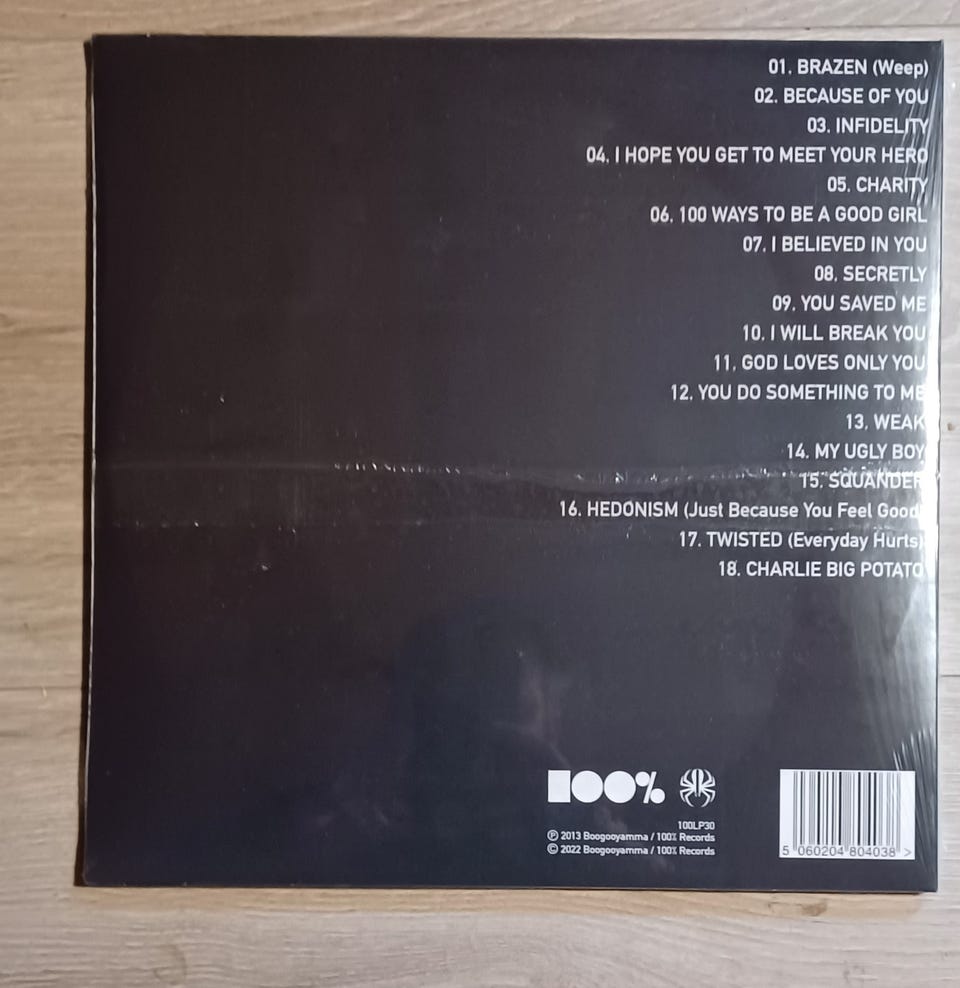 01. BRAZEN (Weep)
02. BECAUSE OF YOU
03. INFIDELITY
04. I HOPE YOU GET TO MEET YOUR HERO
05. CHARITY
06. 100 WAYS TO BE A GOOD GIRL
07. I BELIEVED IN YOU
08. SECRETLY
09. YOU SAVED ME
10. I WILL BREAK YOU
11. GOD LOVES ONLY YOU
12. YOU DO SOMETHING TO ME
13. WEAK
14. MY UGLY BOY
15. SQUANDER
16. HEDONISM (Just Because You Feel Good)
17. TWISTED (Everyday Hurts)
18. CHARLIE BIG POTATO
100%
100LP30
℗ 2013 Boogooyamma / 100% Records
© 2022 Boogooyamma / 100% Records
5 060204 804038 >